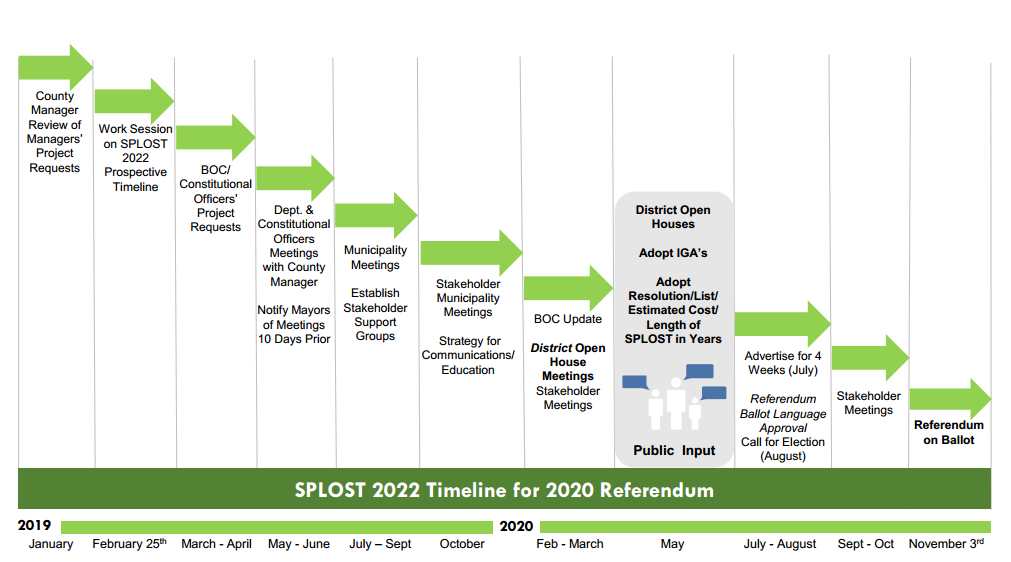 County
Manager
Review of
Managers'
Project
Requests
Work Session
on SPLOST
2022
Prospective
Timeline
BOC/
Constitutional
Officers'
Project
Requests
Dept. &
Constitutional
Officers
Meetings
with County
Manager
Notify Mayors
of Meetings
10 Days Prior
Municipality
Meetings
Establish
Stakeholder
Support
Groups
Stakeholder
Municipality
Meetings
Strategy for
Communications/
Education
BOC Update
District Open
House
Meetings
Stakeholder
Meetings
District Open
Houses
Adopt IGA's
Adopt
Resolution/List/
Estimated Cost/
Length of
SPLOST in Years
Public Input
Advertise for 4
Weeks (July)
Referendum
Ballot Language
Approval
Call for Election
(August)
Stakeholder
Meetings
Referendum
on Ballot
SPLOST 2022 Timeline for 2020 Referendum
2019 2020
January February 25th March - April May - June July – Sept October Feb - March May July - August Sept - Oct November 3rd